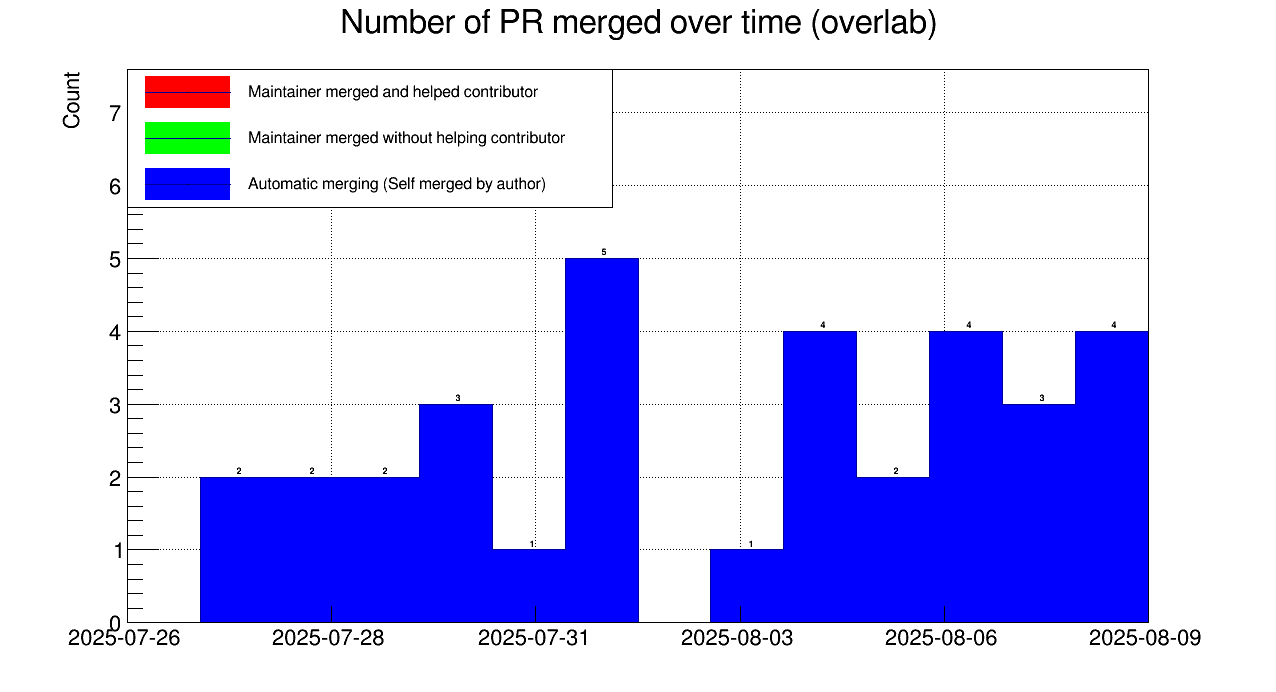 Number of PR merged over time (overlab)
Count
Maintainer merged and helped contributor
Maintainer merged without helping contributor
Automatic merging (Self merged by author)
7
6
5
4
3
2
1
0
2 2 2 3 1 5 1 4 2 4 3 4
2025-07-26 2025-07-28 2025-07-31 2025-08-03 2025-08-06 2025-08-09